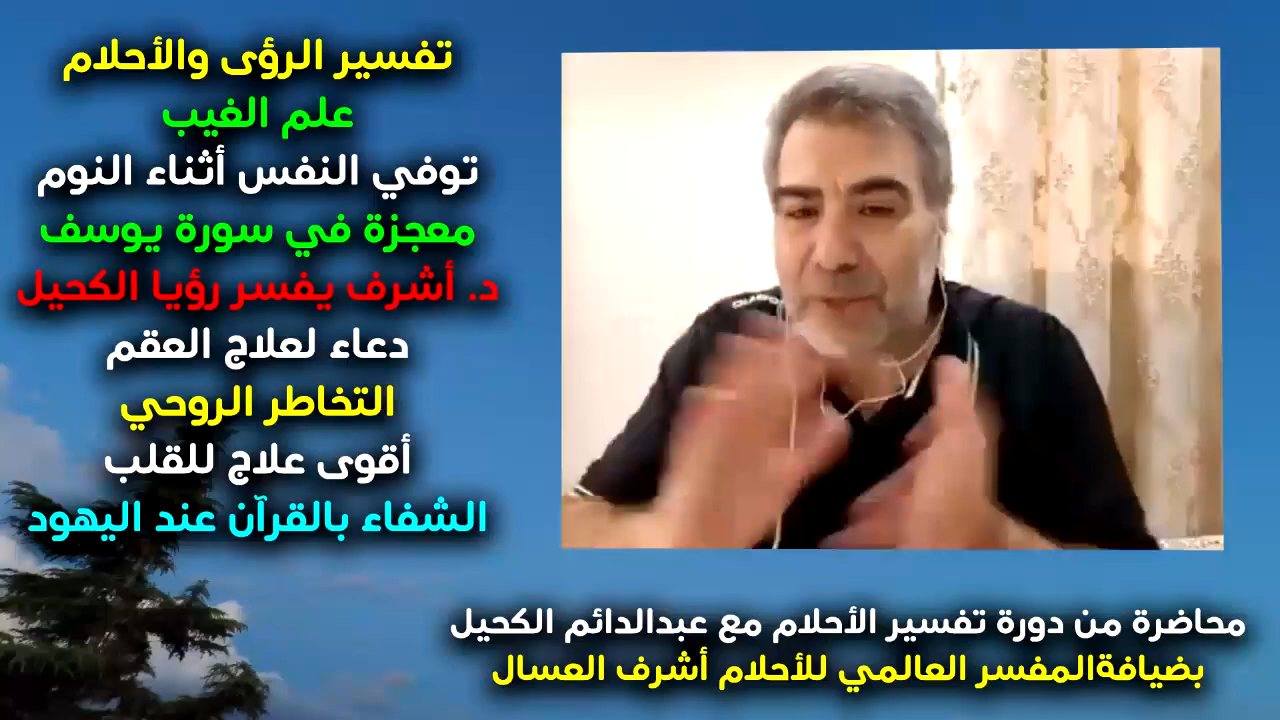 تفسير الرؤى والأحلام
علم الغيب
توفي النفس أثناء النوم
معجزة في سورة يوسف
د. أشرف يفسر رؤيا الكحيل
دعاء لعلاج العقم
التخاطر الروحي
أقوى علاج للقلب
الشفاء بالقرآن عند اليهود
محاضرة من دورة تفسير الأحلام مع عبدالدائم الكحيل
بضيافةالمفسر العالمي للأحلام أشرف العسال